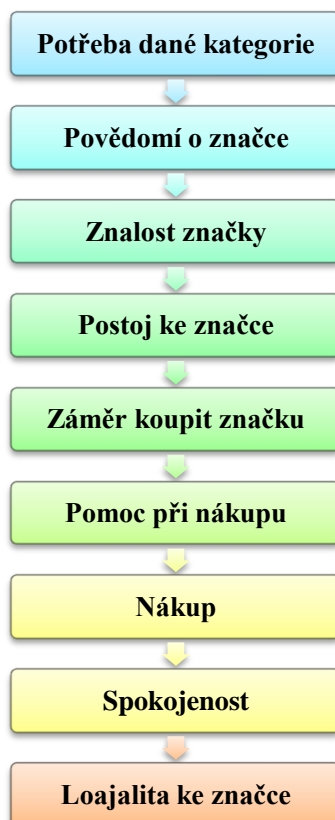 Potřeba dané kategorie
Povědomí o značce
Znalost značky
Postoj ke značce
Záměr koupit značku
Pomoc při nákupu
Nákup
Spokojenost
Loajalita ke značce